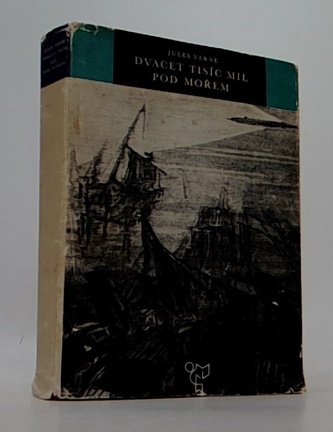 JULES VERNE
DVACET TISÍC MIL
POD MOŘEM